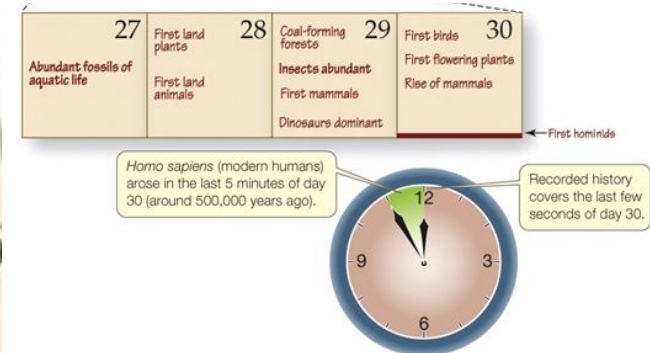 27
Abundant fossils of
aquatic life
28
First land
plants
First land
animals
29
Coal-forming
forests
Insects abundant
First mammals
Dinosaurs dominant
30
First birds
First flowering plants
Rise of mammals
First hominids
Homo sapiens (modern humans)
arose in the last 5 minutes of day
30 (around 500,000 years ago).
Recorded history
covers the last few
seconds of day 30.
12
9
3
6